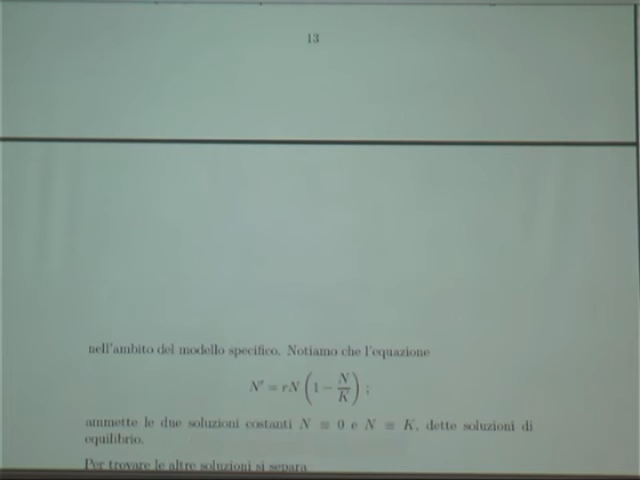 13
nell'ambito del modello specifico. Notiamo che l'equazione
N' = rN (1 − N/K) ;
ammette le due soluzioni costanti N ≡ 0 e N ≡ K, dette soluzioni di
equilibrio.
Per trovare le altre soluzioni si separa